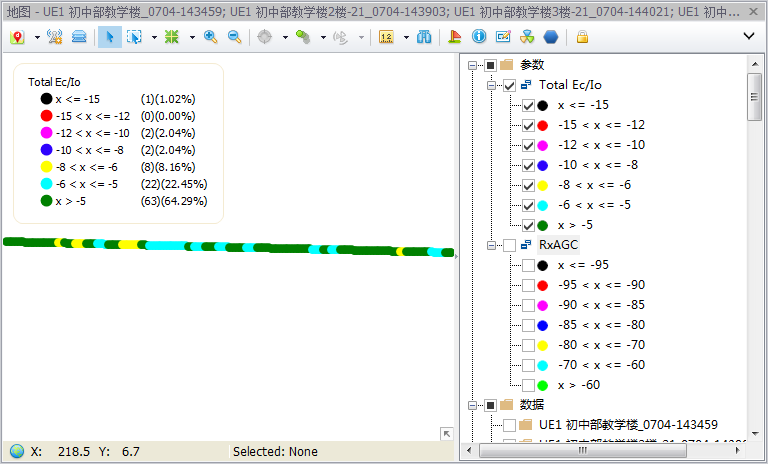 地图 - UE1 初中部教学楼_0704-143459; UE1 初中部教学楼2楼-21_0704-143903; UE1 初中部教学楼3楼-21_0704-144021; UE1 初中...
12
Total Ec/Io
x <= -15 (1)(1.02%)
-15 < x <= -12 (0)(0.00%)
-12 < x <= -10 (2)(2.04%)
-10 < x <= -8 (2)(2.04%)
-8 < x <= -6 (8)(8.16%)
-6 < x <= -5 (22)(22.45%)
x > -5 (63)(64.29%)
参数
Total Ec/Io
x <= -15
-15 < x <= -12
-12 < x <= -10
-10 < x <= -8
-8 < x <= -6
-6 < x <= -5
x > -5
RxAGC
x <= -95
-95 < x <= -90
-90 < x <= -85
-85 < x <= -80
-80 < x <= -70
-70 < x <= -60
x > -60
数据
UE1 初中部教学楼_0704-143459
X: 218.5 Y: 6.7 Selected: None